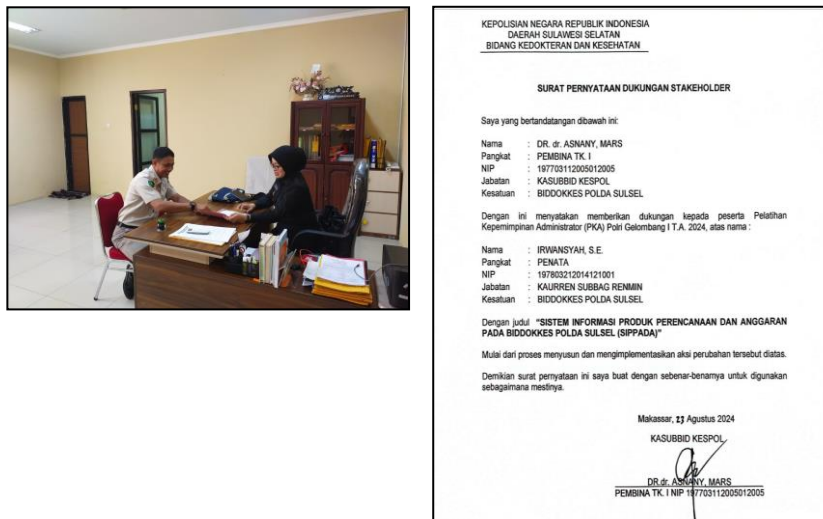 KEPOLISIAN NEGARA REPUBLIK INDONESIA
DAERAH SULAWESI SELATAN
BIDANG KEDOKTERAN DAN KESEHATAN
SURAT PERNYATAAN DUKUNGAN STAKEHOLDER
Saya yang bertandatangan dibawah ini:
Nama : DR. dr. ASNANY, MARS
Pangkat : PEMBINA TK. I
NIP : 197703112005012005
Jabatan : KASUBBID KESPOL
Kesatuan : BIDDOKKES POLDA SULSEL
Dengan ini menyatakan memberikan dukungan kepada peserta Pelatihan
Kepemimpinan Administrator (PKA) Polri Gelombang I T.A. 2024, atas nama :
Nama : IRWANSYAH, S.E.
Pangkat : PENATA
NIP : 197803212014121001
Jabatan : KAURREN SUBBAG RENMIN
Kesatuan : BIDDOKKES POLDA SULSEL
Dengan judul "SISTEM INFORMASI PRODUK PERENCANAAN DAN ANGGARAN
PADA BIDDOKKES POLDA SULSEL (SIPPADA)"
Mulai dari proses menyusun dan mengimplementasikan aksi perubahan tersebut diatas.
Demikian surat pernyataan ini saya buat dengan sebenar-benarnya untuk digunakan
sebagaimana mestinya.
Makassar, 23 Agustus 2024
KASUBBID KESPOL
DR.dr. ASNANY, MARS
PEMBINA TK. I NIP 197703112005012005